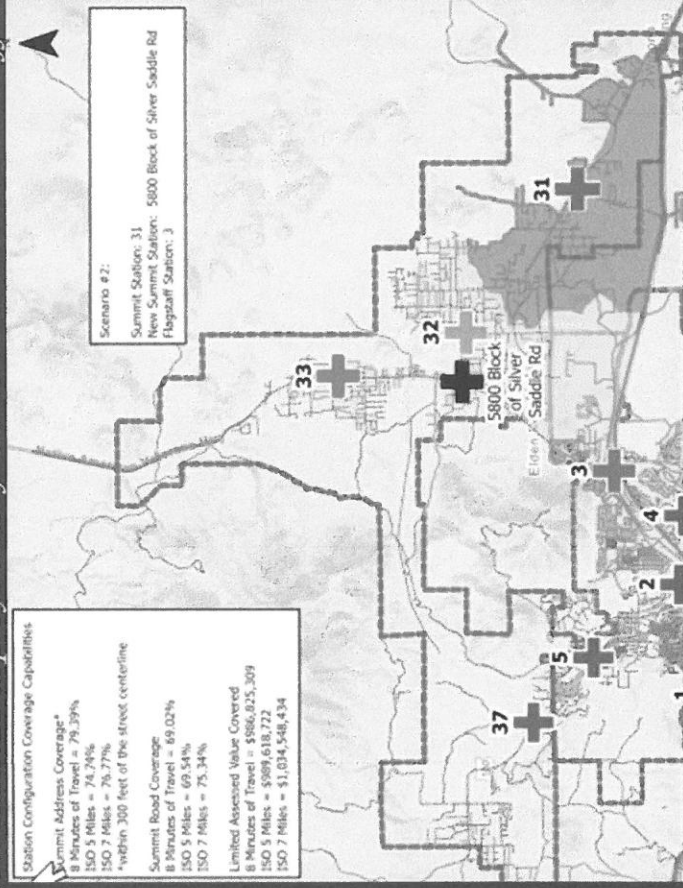 Station Configuration Coverage Capabilities
Summit Address Coverage*
8 Minutes of Travel = 79.39%
ISO 5 Miles = 74.74%
ISO 7 Miles = 76.77%
*within 300 feet of the street centerline
Summit Road Coverage
8 Minutes of Travel = 69.02%
ISO 5 Miles = 69.54%
ISO 7 Miles = 75.34%
Limited Assessed Value Covered
8 Minutes of Travel = $986,825,309
ISO 5 Miles = $989,618,722
ISO 7 Miles = $1,034,548,434
Scenario #2:
Summit Station: 31
New Summit Station: 5800 Block of Silver Saddle Rd
Flagstaff Station: 3
33
32
5800 Block
of Silver
Saddle Rd
Elden
31
3
4
2
5
37
1